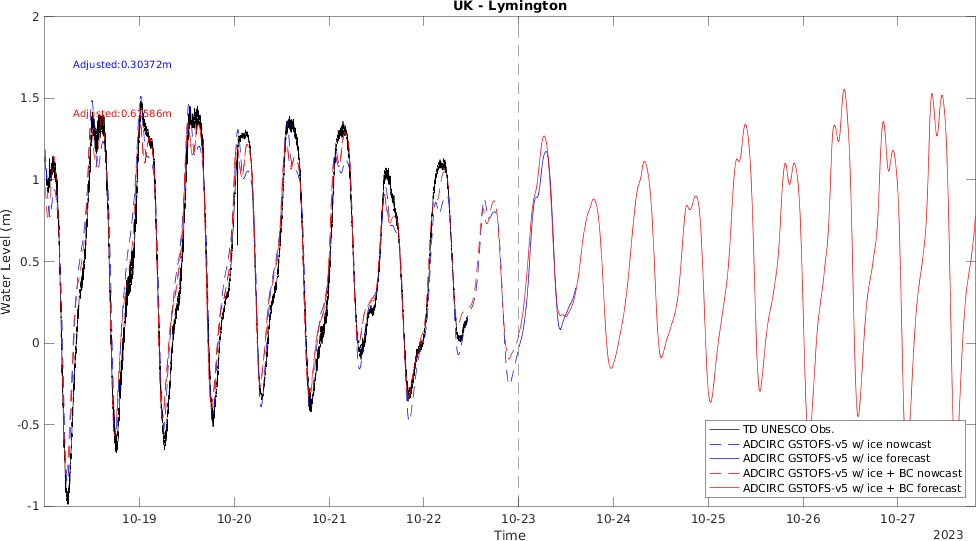 UK - Lymington
2
1.5
1
0.5
0
-0.5
-1
Water Level (m)
Adjusted:0.30372m
Adjusted:0.67586m
TD UNESCO Obs.
ADCIRC GSTOFS-v5 w/ ice nowcast
ADCIRC GSTOFS-v5 w/ ice forecast
ADCIRC GSTOFS-v5 w/ ice + BC nowcast
ADCIRC GSTOFS-v5 w/ ice + BC forecast
10-19 10-20 10-21 10-22 10-23 10-24 10-25 10-26 10-27
Time
2023